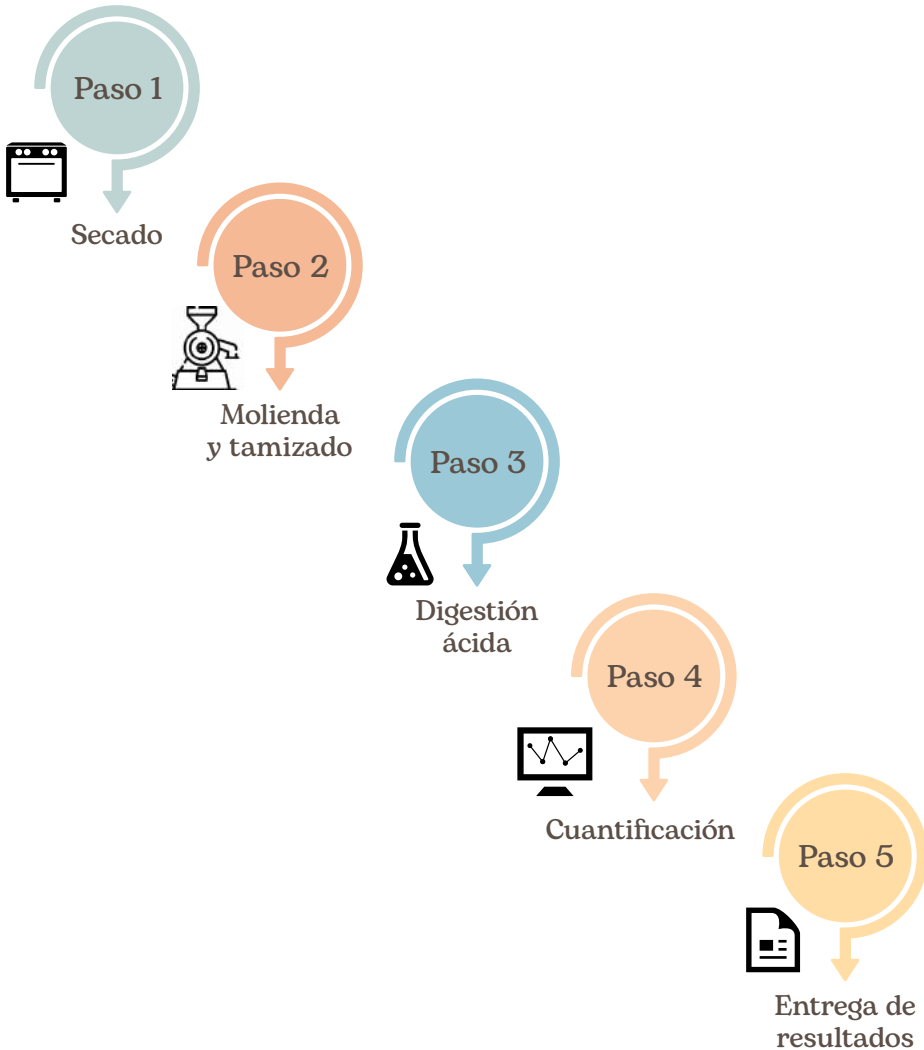 Paso 1
Secado
Paso 2
Molienda
y tamizado
Paso 3
Digestión
ácida
Paso 4
Cuantificación
Paso 5
Entrega de
resultados